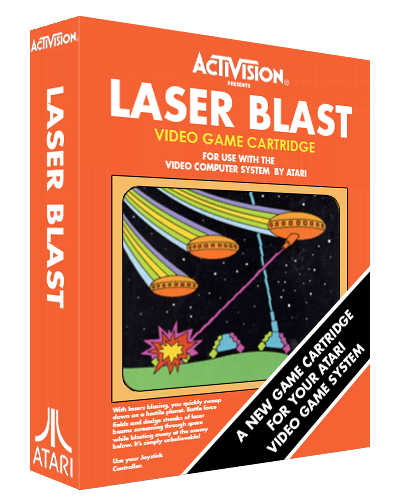 ACTIVISION
LASER BLAST
ATARI
ACTIVISION®
PRESENTS
LASER BLAST
VIDEO GAME CARTRIDGE
FOR USE WITH THE
VIDEO COMPUTER SYSTEM BY ATARI
With lasers blazing, you quickly swoop
down on a hostile planet. Battle force
fields and dodge streaks of laser
beams screaming through space
while blasting away at the enemy
below. It's simply unbelievable!
Use your Joystick
Controller.
A NEW GAME CARTRIDGE
FOR YOUR ATARI
VIDEO GAME SYSTEM